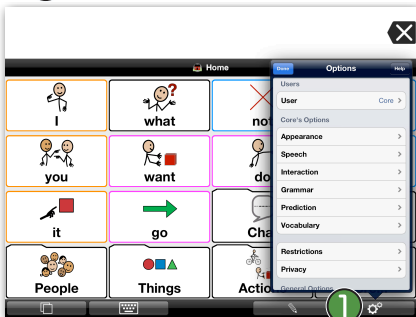 Home
Done Options Help
Users
User Core
Core's Options
Appearance
Speech
Interaction
Grammar
Prediction
Vocabulary
Restrictions
Privacy
General Options
I what no
you want do
it go Cha
People Things Actio
?
1